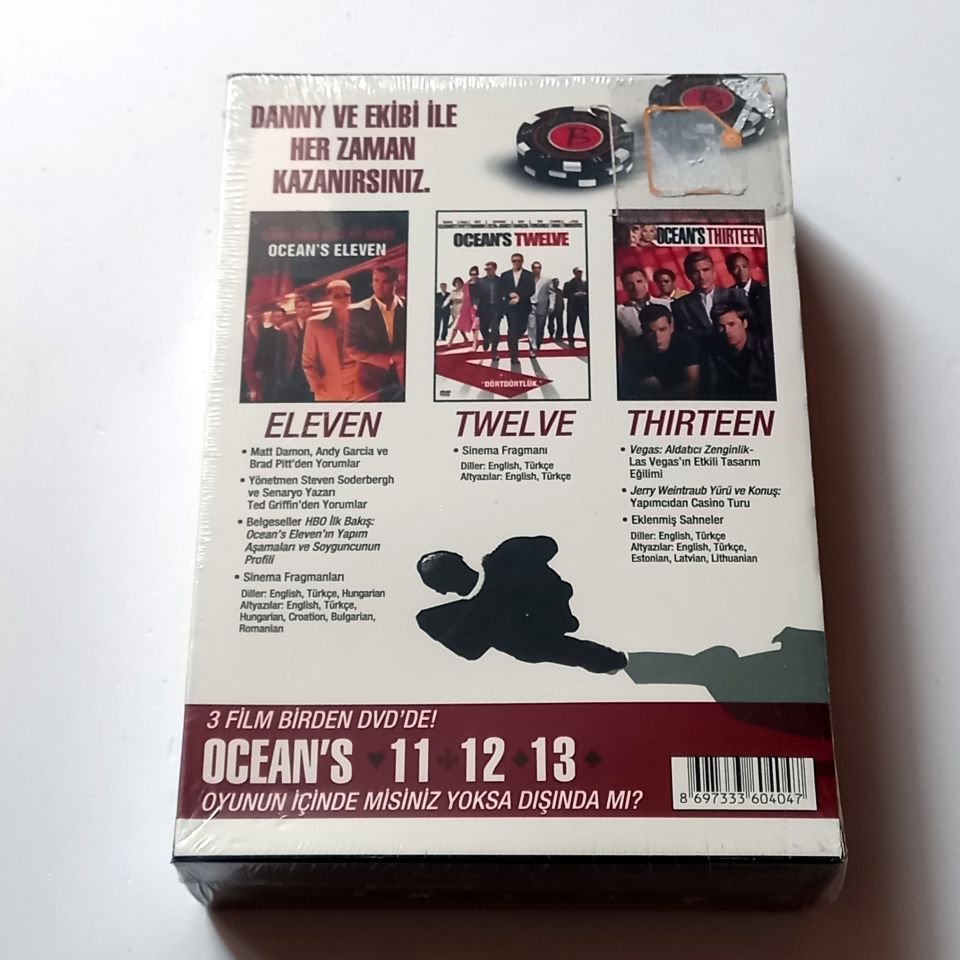 DANNY VE EKİBİ İLE
HER ZAMAN
KAZANIRSINIZ.
OCEAN'S ELEVEN
OCEAN'S TWELVE
"DÖRTDÖRTLÜK."
OCEAN'S THIRTEEN
ELEVEN
• Matt Damon, Andy Garcia ve
Brad Pitt'den Yorumlar
• Yönetmen Steven Soderbergh
ve Senaryo Yazarı
Ted Griffin'den Yorumlar
• Belgeseller HBO İlk Bakış:
Ocean's Eleven'ın Yapım
Aşamaları ve Soyguncunun
Profili
• Sinema Fragmanları
Diller: English, Türkçe, Hungarian
Altyazılar: English, Türkçe,
Hungarian, Croation, Bulgarian,
Romanian
TWELVE
• Sinema Fragmanı
Diller: English, Türkçe
Altyazılar: English, Türkçe
THIRTEEN
• Vegas: Aldatıcı Zenginlik-
Las Vegas'ın Etkili Tasarım
Eğilimi
• Jerry Weintraub Yürü ve Konuş:
Yapımcıdan Casino Turu
• Eklenmiş Sahneler
Diller: English, Türkçe
Altyazılar: English, Türkçe,
Estonian, Latvian, Lithuanian
3 FİLM BİRDEN DVD'DE!
OCEAN'S ♥ 11 ♣ 12 ♦ 13 ♠
OYUNUN İÇİNDE MİSİNİZ YOKSA DIŞINDA MI?
8 697333 604047